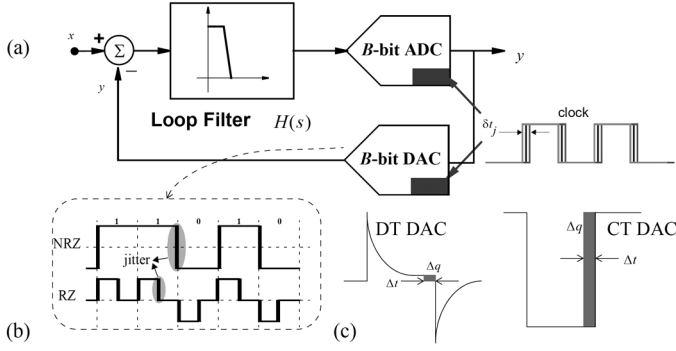 (a)
x
+
Σ
−
y
Loop Filter H(s)
B-bit ADC
y
B-bit DAC
δtj
clock
(b)
1 1 0 1 0
NRZ
jitter
RZ
(c)
DT DAC
Δq
Δt
Δq
CT DAC
Δt